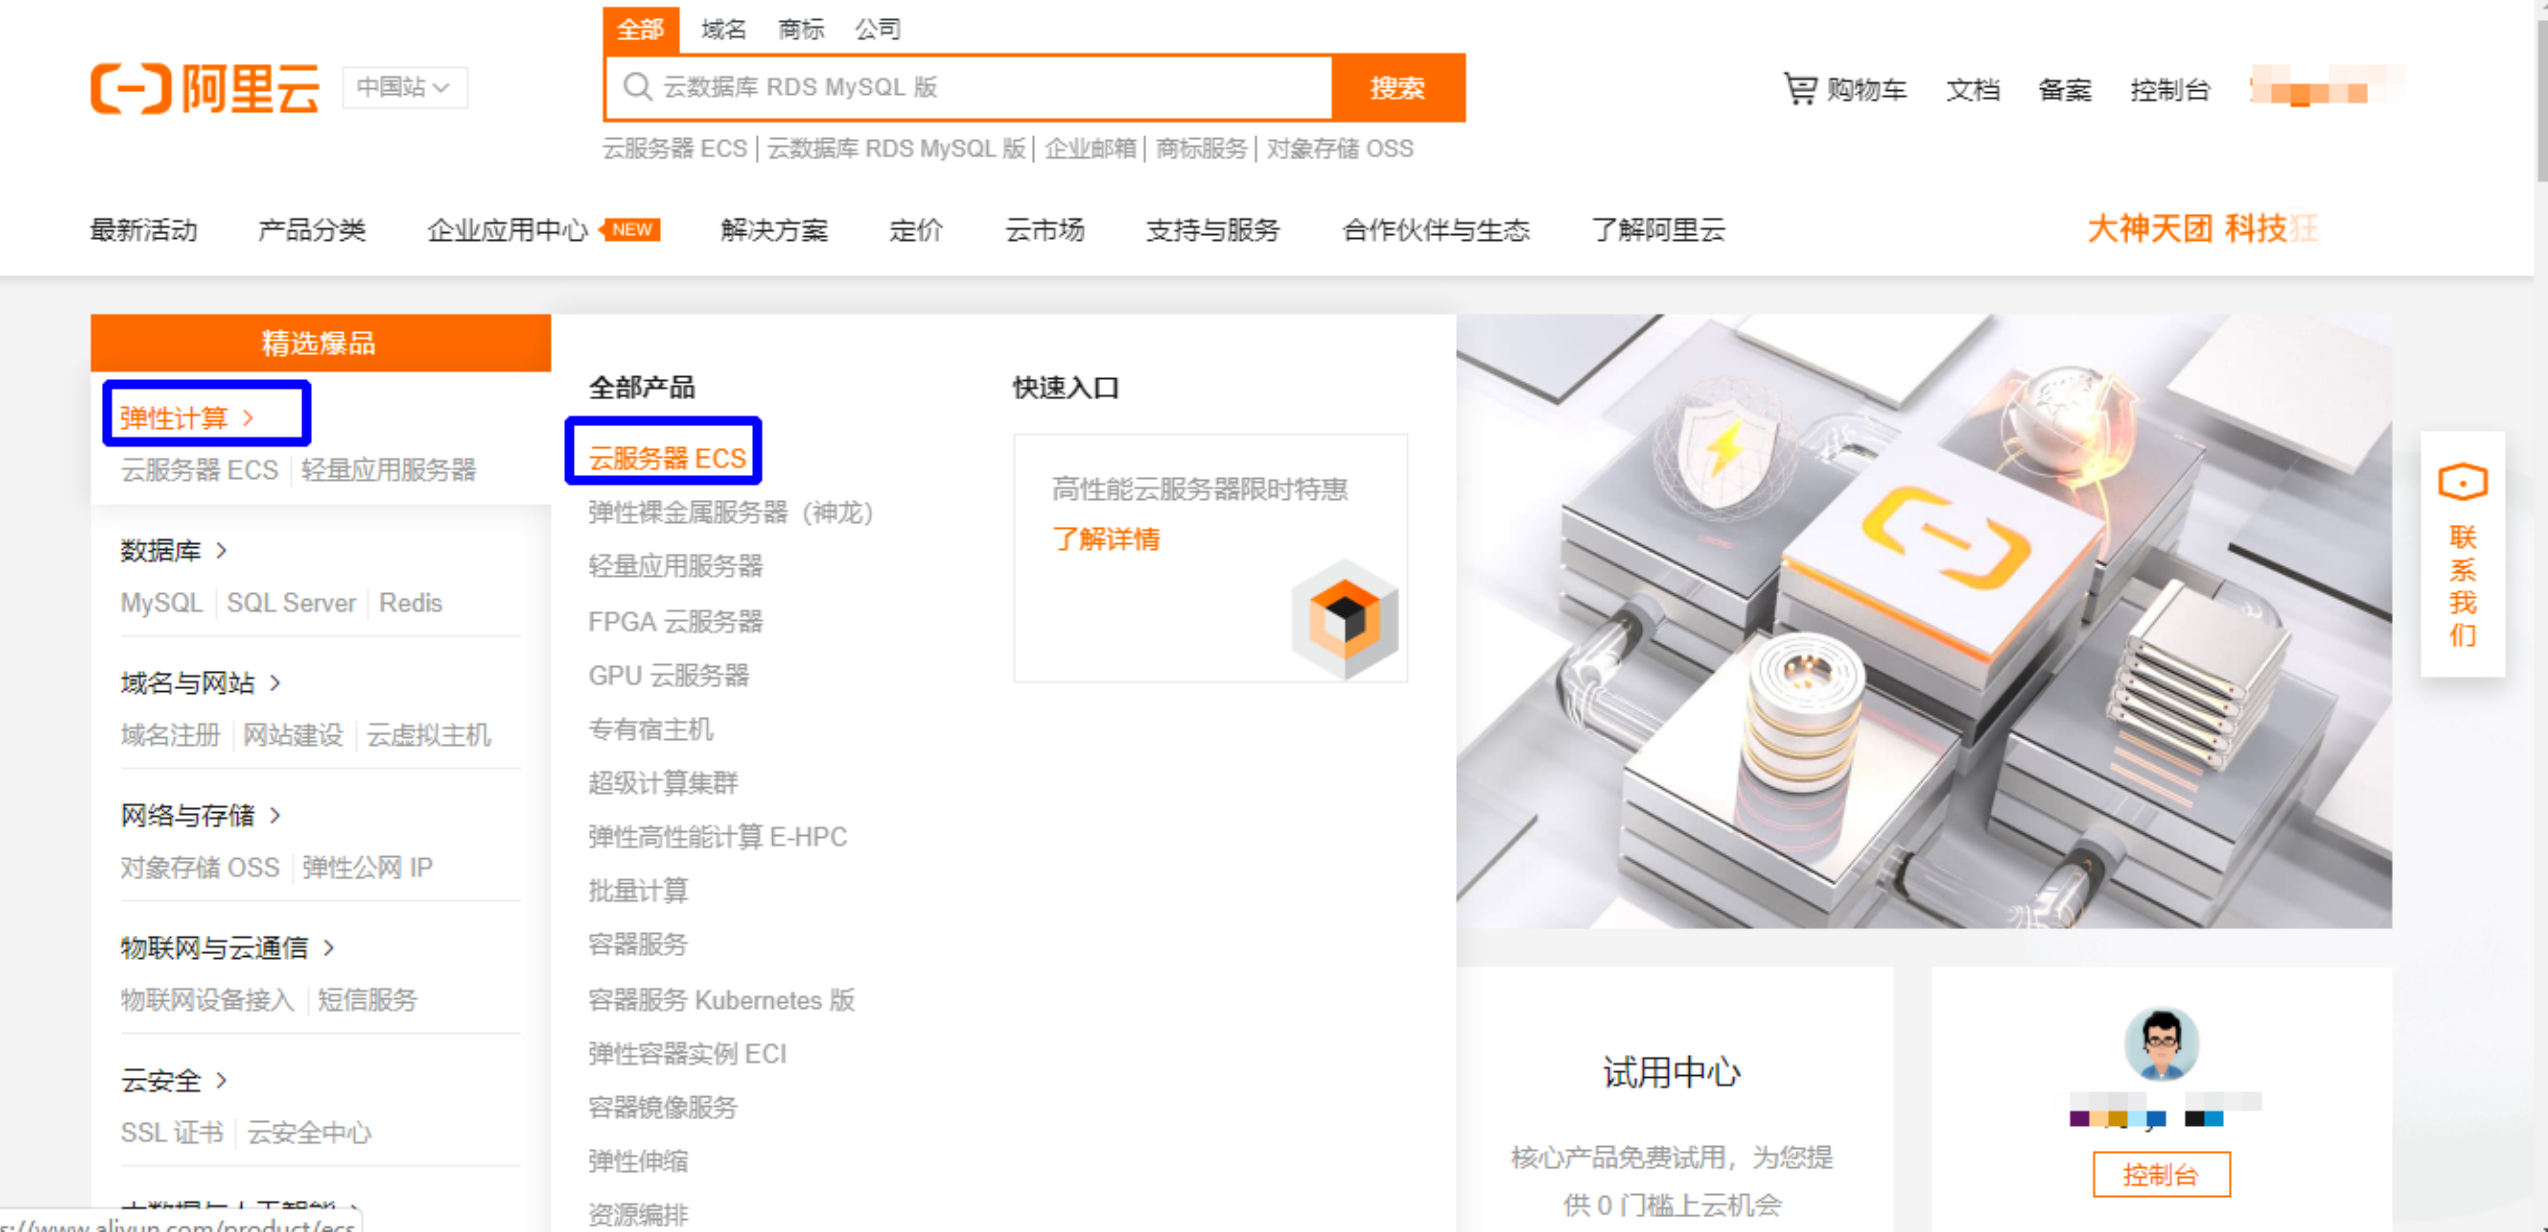 全部 域名 商标 公司
阿里云 中国站
云数据库 RDS MySQL 版 搜索
购物车 文档 备案 控制台
云服务器 ECS | 云数据库 RDS MySQL 版 | 企业邮箱 | 商标服务 | 对象存储 OSS
最新活动 产品分类 企业应用中心 NEW 解决方案 定价 云市场 支持与服务 合作伙伴与生态 了解阿里云 大神天团 科技狂
精选爆品
弹性计算 >
云服务器 ECS | 轻量应用服务器
数据库 >
MySQL | SQL Server | Redis
域名与网站 >
域名注册 | 网站建设 | 云虚拟主机
网络与存储 >
对象存储 OSS | 弹性公网 IP
物联网与云通信 >
物联网设备接入 | 短信服务
云安全 >
SSL 证书 | 云安全中心
大数据与人工智能 >
s://www.aliyun.com/product/ecs
全部产品
云服务器 ECS
弹性裸金属服务器（神龙）
轻量应用服务器
FPGA 云服务器
GPU 云服务器
专有宿主机
超级计算集群
弹性高性能计算 E-HPC
批量计算
容器服务
容器服务 Kubernetes 版
弹性容器实例 ECI
容器镜像服务
弹性伸缩
资源编排
快速入口
高性能云服务器限时特惠
了解详情
联系我们
试用中心
核心产品免费试用，为您提
供 0 门槛上云机会
控制台